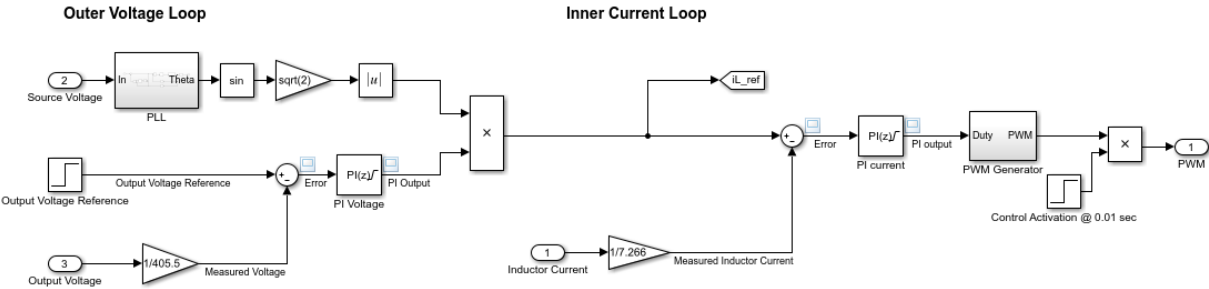 Outer Voltage Loop
Inner Current Loop
2
Source Voltage
In
Theta
PLL
sin
sqrt(2)
|u|
iL_ref
×
Output Voltage Reference
Output Voltage Reference
+
−
Error
PI(z)
PI Voltage
PI Output
3
Output Voltage
1/405.5
Measured Voltage
1
Inductor Current
1/7.266
Measured Inductor Current
+
−
Error
PI(z)
PI current
PI output
Duty
PWM
PWM Generator
Control Activation @ 0.01 sec
×
1
PWM